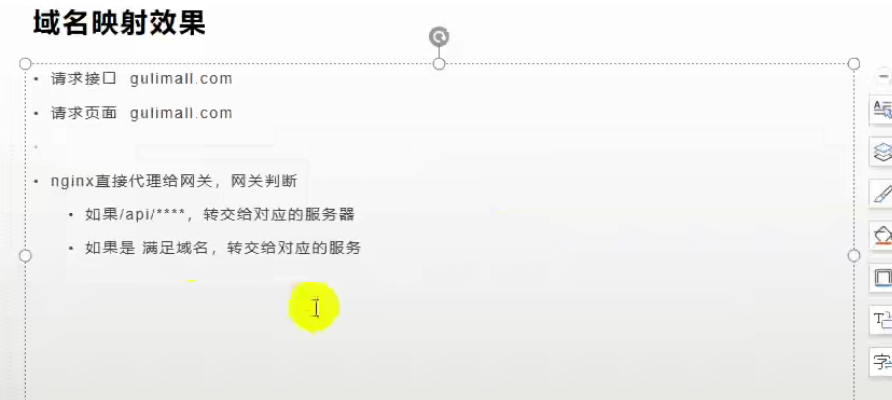 域名映射效果
请求接口 gulimall.com
请求页面 gulimall.com
nginx直接代理给网关，网关判断
如果/api/****，转交给对应的服务器
如果是 满足域名，转交给对应的服务